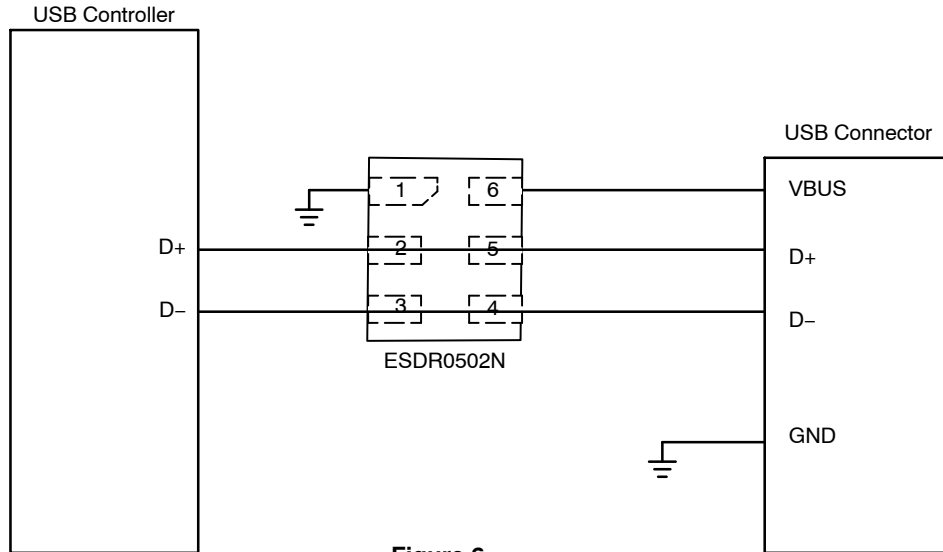 USB Controller
USB Connector
1 6 VBUS
D+ 2 5 D+
D− 3 4 D−
ESDR0502N
GND
Figure 6